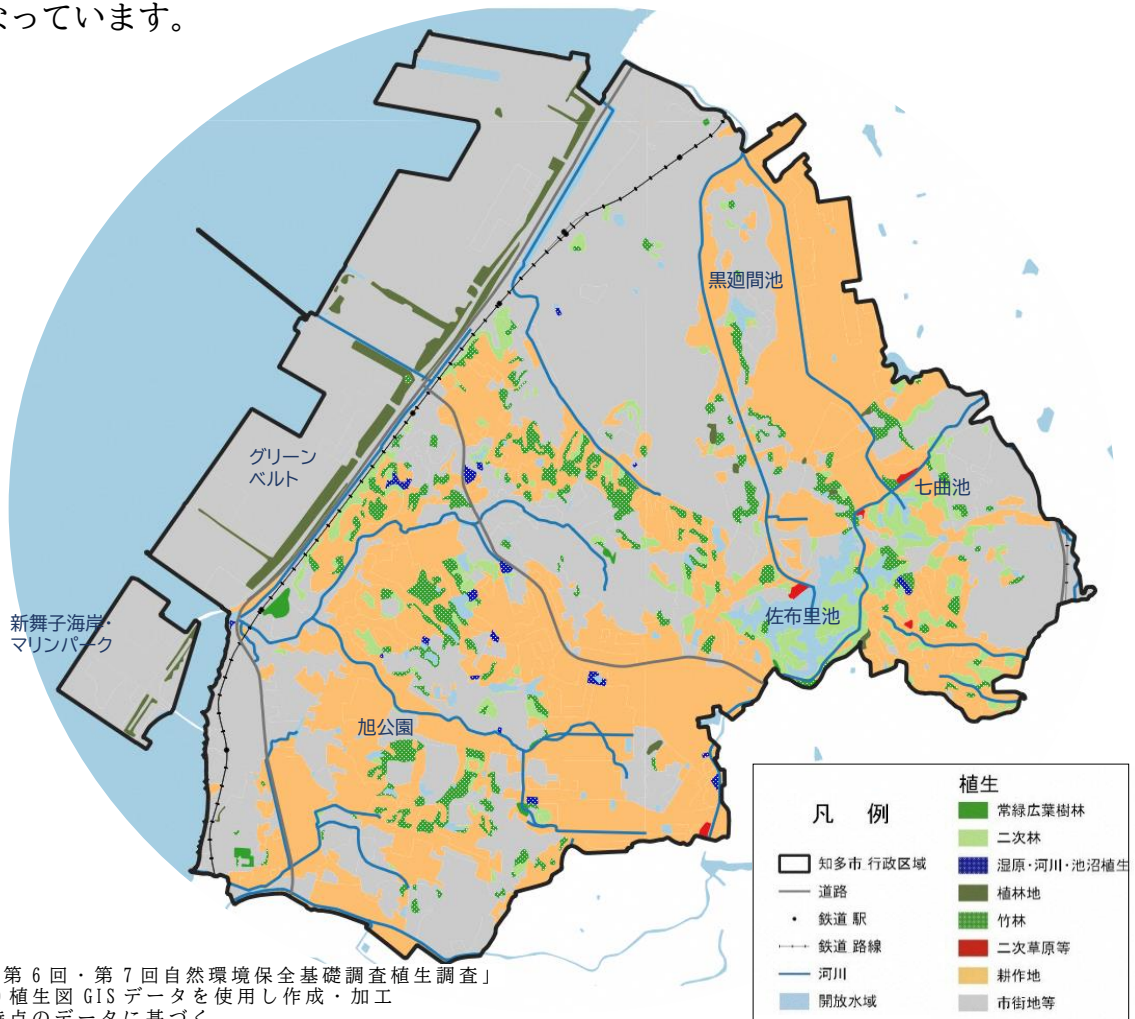 なっています。
黒廻間池
グリーン
ベルト
七曲池
新舞子海岸・
マリンパーク
佐布里池
旭公園
凡 例
知多市 行政区域
道路
鉄道 駅
鉄道 路線
河川
開放水域
植生
常緑広葉樹林
二次林
湿原・河川・池沼植生
植林地
竹林
二次草原等
耕作地
市街地等
第6回・第7回自然環境保全基礎調査植生調査」
植生図 GISデータを使用し作成・加工
時点のデータに基づく